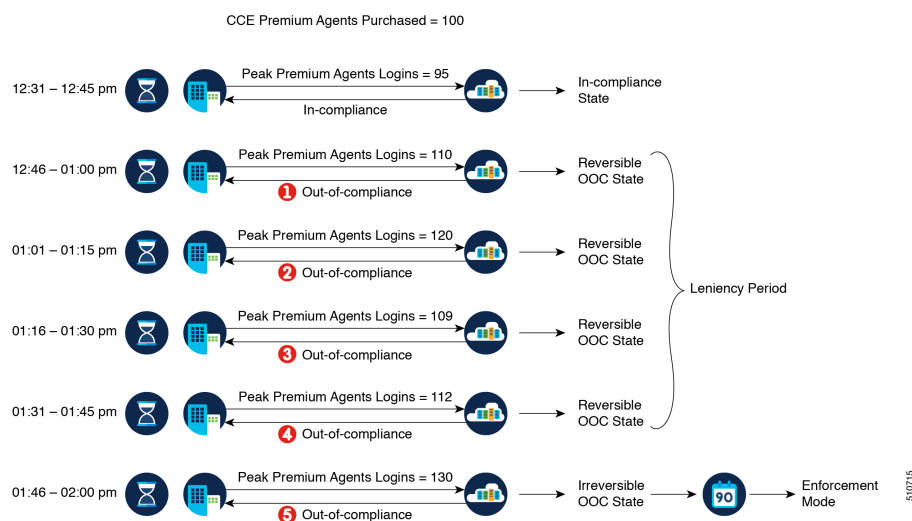 CCE Premium Agents Purchased = 100
12:31 – 12:45 pm
Peak Premium Agents Logins = 95
In-compliance
In-compliance
State
12:46 – 01:00 pm
Peak Premium Agents Logins = 110
1 Out-of-compliance
Reversible
OOC State
01:01 – 01:15 pm
Peak Premium Agents Logins = 120
2 Out-of-compliance
Reversible
OOC State
Leniency Period
01:16 – 01:30 pm
Peak Premium Agents Logins = 109
3 Out-of-compliance
Reversible
OOC State
01:31 – 01:45 pm
Peak Premium Agents Logins = 112
4 Out-of-compliance
Reversible
OOC State
01:46 – 02:00 pm
Peak Premium Agents Logins = 130
5 Out-of-compliance
Irreversible
OOC State
90
Enforcement
Mode
510715